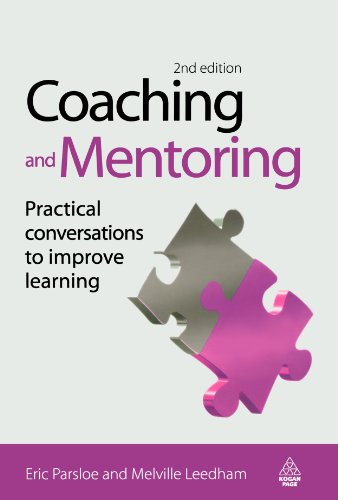 2nd edition
Coaching
and Mentoring
Practical
conversations
to improve
learning
Eric Parsloe and Melville Leedham
KOGAN
PAGE